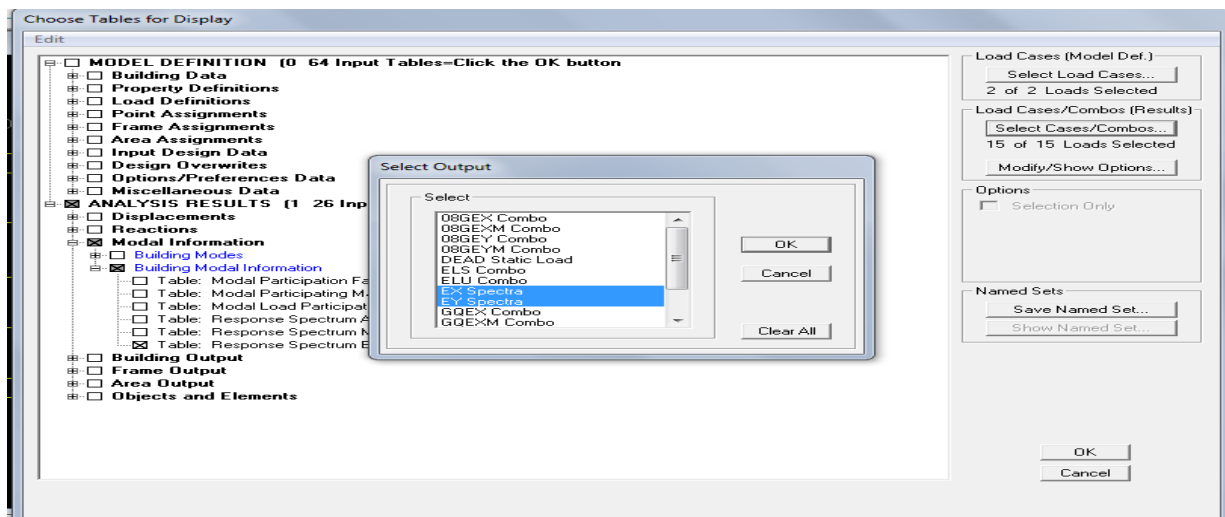 Choose Tables for Display
Edit
MODEL DEFINITION (0 64 Input Tables=Click the OK button
Building Data
Property Definitions
Load Definitions
Point Assignments
Frame Assignments
Area Assignments
Input Design Data
Design Overwrites
Options/Preferences Data
Miscellaneous Data
ANALYSIS RESULTS (1 26 Inp
Displacements
Reactions
Modal Information
Building Modes
Building Modal Information
Table: Modal Participation Fa
Table: Modal Participating M
Table: Modal Load Participat
Table: Response Spectrum A
Table: Response Spectrum M
Table: Response Spectrum B
Building Output
Frame Output
Area Output
Objects and Elements
Select Output
Select
08GEX Combo
08GEXM Combo
08GEY Combo
08GEYM Combo
DEAD Static Load
ELS Combo
ELU Combo
EX Spectra
EY Spectra
GQEX Combo
GQEXM Combo
OK
Cancel
Clear All
Load Cases (Model Def.)
Select Load Cases...
2 of 2 Loads Selected
Load Cases/Combos (Results)
Select Cases/Combos...
15 of 15 Loads Selected
Modify/Show Options...
Options
Selection Only
Named Sets
Save Named Set...
Show Named Set...
OK
Cancel